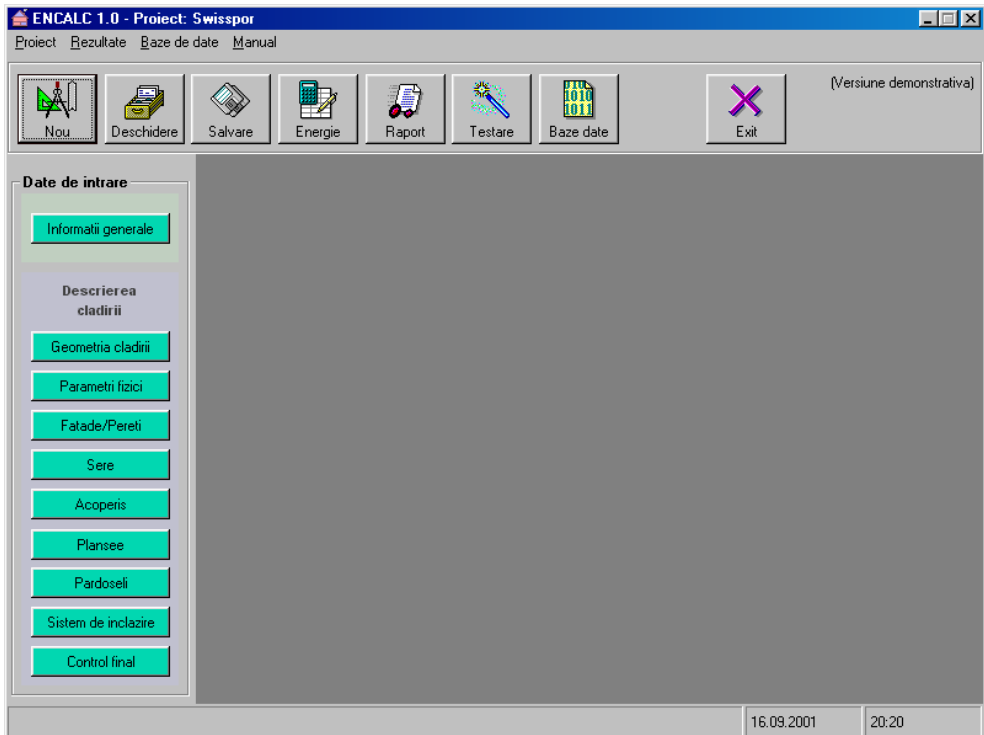 ENCALC 1.0 - Proiect: Swisspor
Proiect Rezultate Baze de date Manual
Nou Deschidere Salvare Energie Raport Testare Baze date Exit
(Versiune demonstrativa)
Date de intrare
Informatii generale
Descrierea
cladirii
Geometria cladirii
Parametri fizici
Fatade/Pereti
Sere
Acoperis
Plansee
Pardoseli
Sistem de inclazire
Control final
16.09.2001 20:20